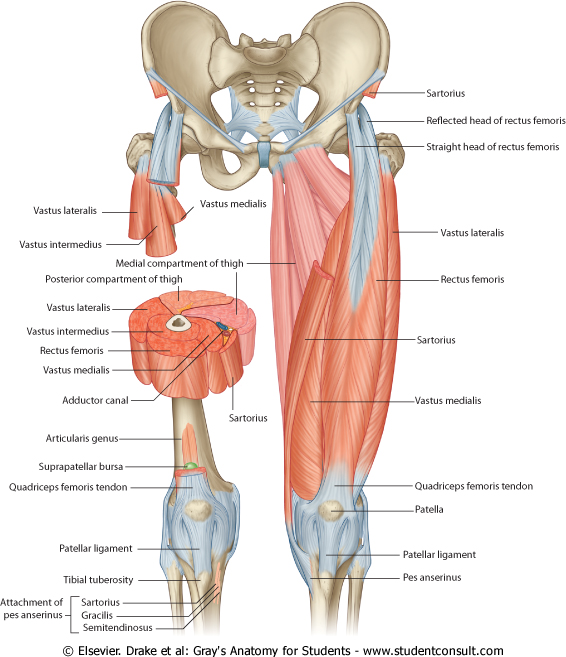 Sartorius
Reflected head of rectus femoris
Straight head of rectus femoris
Vastus lateralis
Vastus medialis
Vastus intermedius
Vastus lateralis
Medial compartment of thigh
Posterior compartment of thigh
Rectus femoris
Vastus lateralis
Vastus intermedius
Sartorius
Rectus femoris
Vastus medialis
Adductor canal
Vastus medialis
Sartorius
Articularis genus
Suprapatellar bursa
Quadriceps femoris tendon
Quadriceps femoris tendon
Patella
Patellar ligament
Patellar ligament
Tibial tuberosity
Pes anserinus
Attachment of
pes anserinus
Sartorius
Gracilis
Semitendinosus
© Elsevier. Drake et al: Gray's Anatomy for Students - www.studentconsult.com